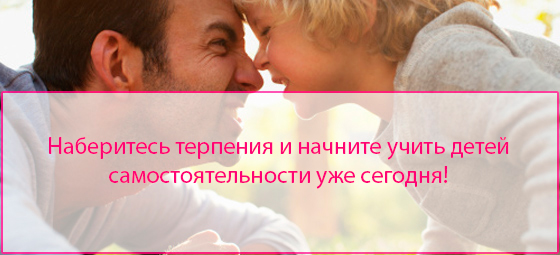 Наберитесь терпения и начните учить детей
самостоятельности уже сегодня!